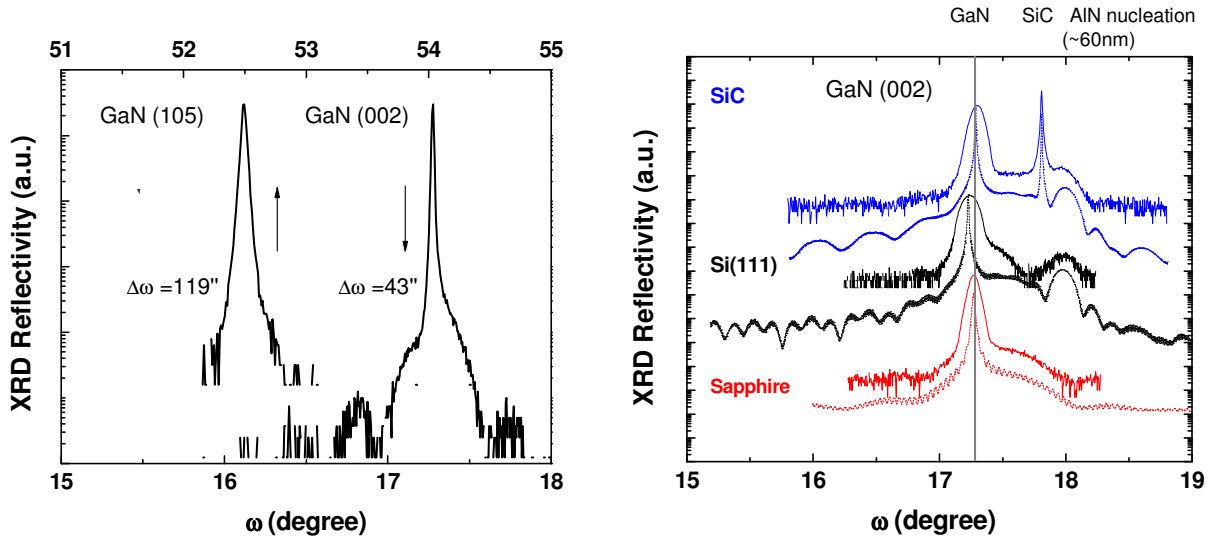 51 52 53 54 55
GaN (105) GaN (002)
Δω =119" Δω =43"
XRD Reflectivity (a.u.)
15 16 17 18
ω (degree)
GaN SiC AlN nucleation
(~60nm)
SiC GaN (002)
Si(111)
Sapphire
XRD Reflectivity (a.u.)
15 16 17 18 19
ω (degree)